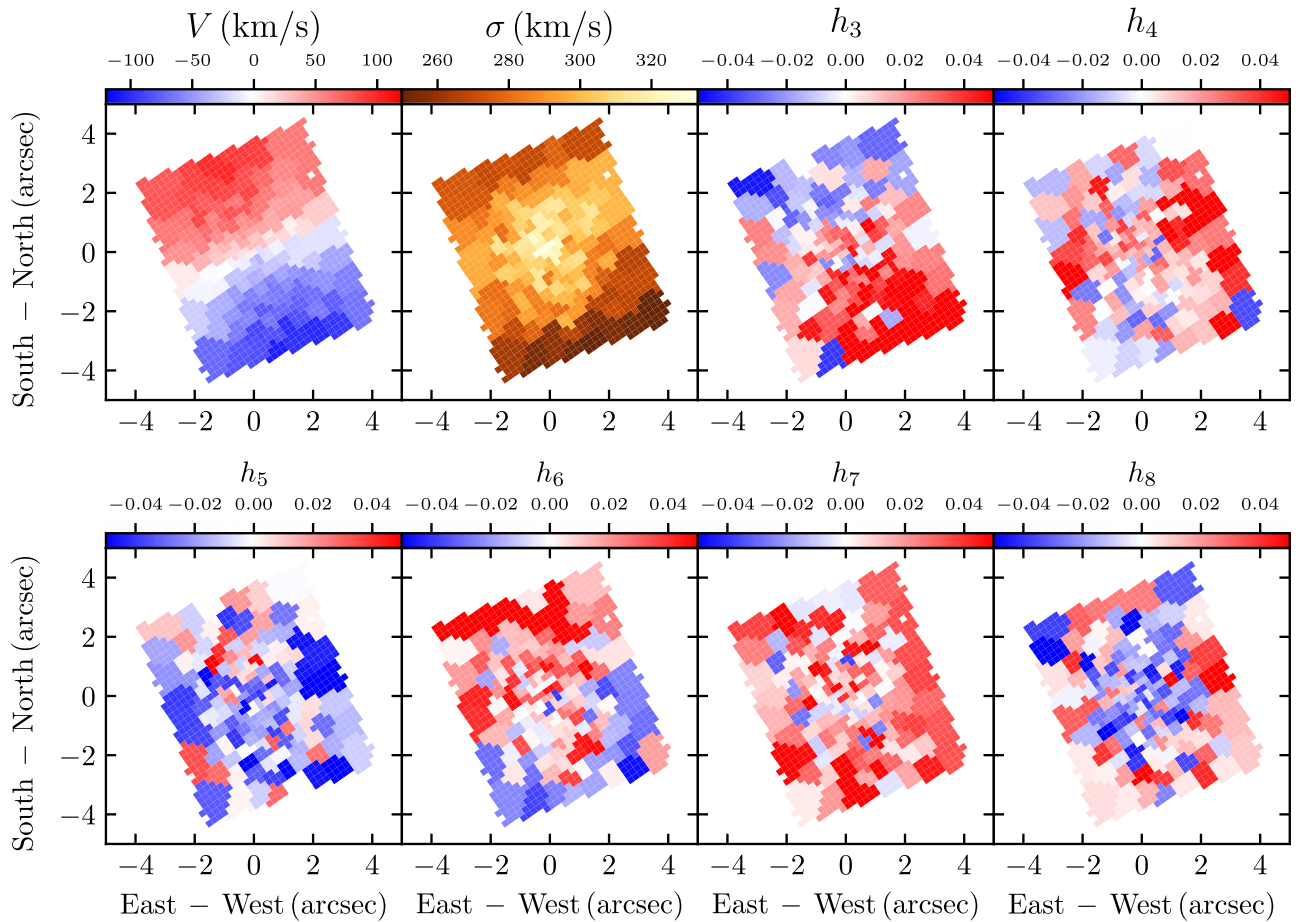 V (km/s) σ (km/s) h₃ h₄
−100 −50 0 50 100 260 280 300 320 −0.04 −0.02 0.00 0.02 0.04 −0.04 −0.02 0.00 0.02 0.04
South − North (arcsec)
4
2
0
−2
−4
−4 −2 0 2 4 −4 −2 0 2 4 −4 −2 0 2 4 −4 −2 0 2 4
h₅ h₆ h₇ h₈
−0.04 −0.02 0.00 0.02 0.04 −0.04 −0.02 0.00 0.02 0.04 −0.04 −0.02 0.00 0.02 0.04 −0.04 −0.02 0.00 0.02 0.04
South − North (arcsec)
4
2
0
−2
−4
−4 −2 0 2 4 −4 −2 0 2 4 −4 −2 0 2 4 −4 −2 0 2 4
East − West (arcsec) East − West (arcsec) East − West (arcsec) East − West (arcsec)